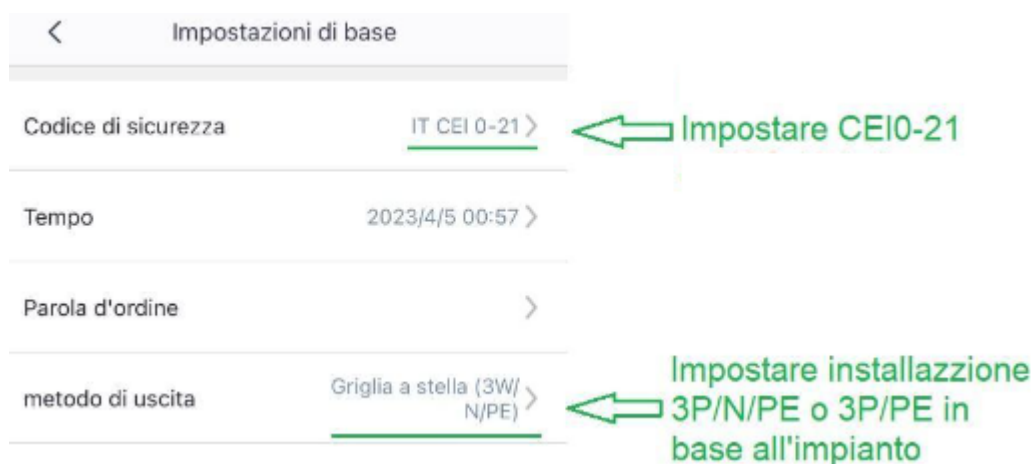 Impostazioni di base
Codice di sicurezza
IT CEI 0-21
Impostare CEI0-21
Tempo
2023/4/5 00:57
Parola d'ordine
metodo di uscita
Griglia a stella (3W/
N/PE)
Impostare installazzione
3P/N/PE o 3P/PE in
base all'impianto